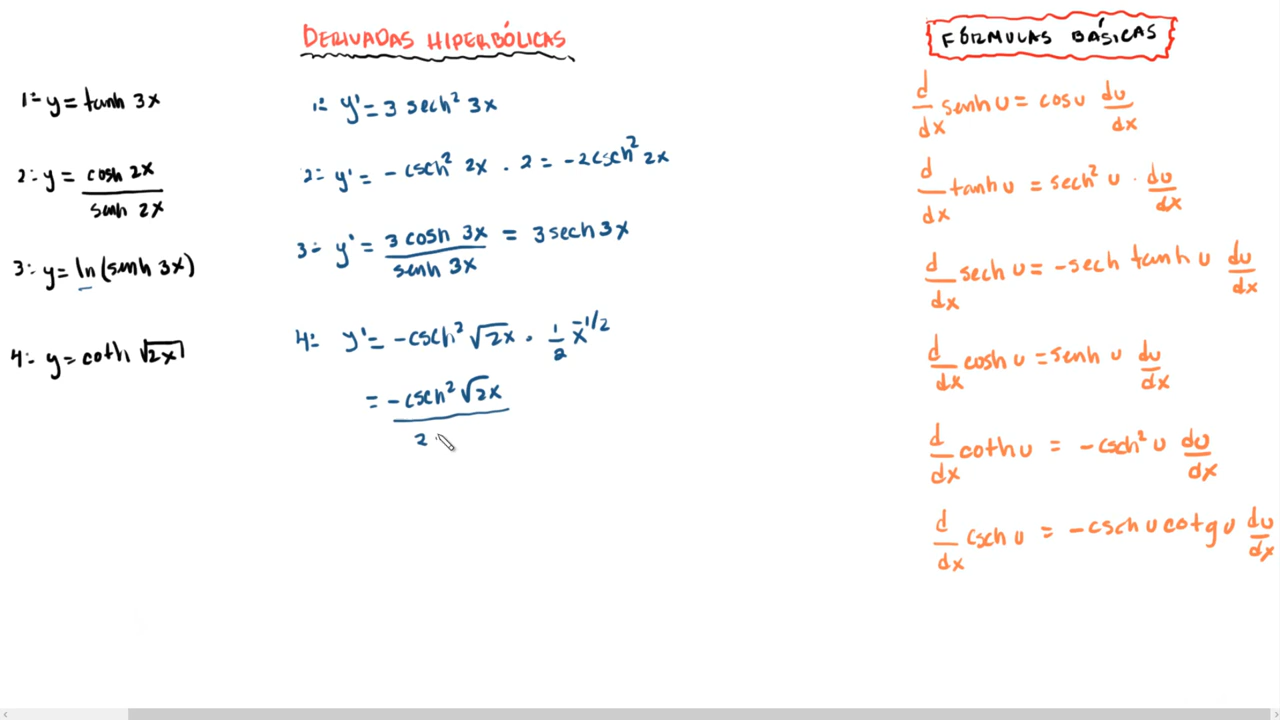 DERIVADAS HIPERBÓLICAS
1:- y = tanh 3x
2:- y = cosh 2x / senh 2x
3:- y = ln (senh 3x)
4:- y = coth √2x
1:- y' = 3 sech² 3x
2:- y' = -csch² 2x . 2 = -2csch² 2x
3:- y' = 3 cosh 3x / senh 3x = 3 sech 3x
4:- y' = -csch² √2x . 1/2 x^-1/2
= -csch² √2x / 2 .
FÓRMULAS BÁSICAS
d/dx senh u = cosu du/dx
d/dx tanh u = sech² u . du/dx
d/dx sech u = -sech tanh u du/dx
d/dx cosh u = senh u du/dx
d/dx coth u = -csch² u du/dx
d/dx csch u = -csch u cotg u du/dx